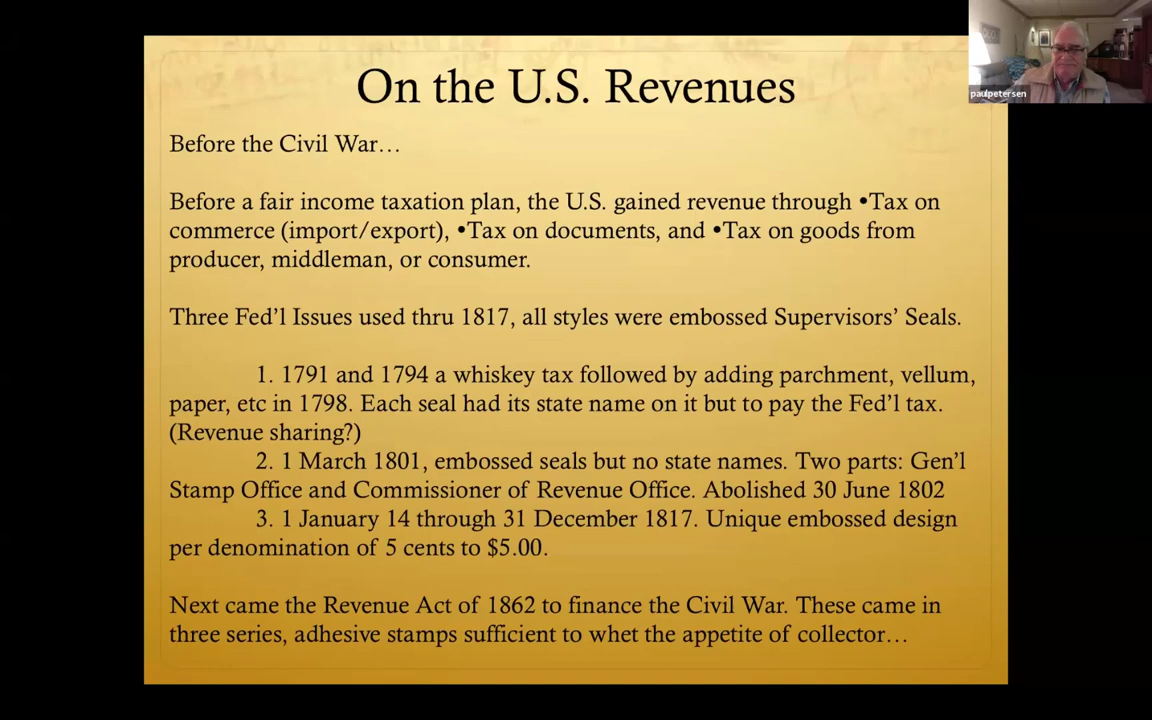 On the U.S. Revenues
paulpetersen
Before the Civil War…
Before a fair income taxation plan, the U.S. gained revenue through •Tax on
commerce (import/export), •Tax on documents, and •Tax on goods from
producer, middleman, or consumer.
Three Fed’l Issues used thru 1817, all styles were embossed Supervisors’ Seals.
1. 1791 and 1794 a whiskey tax followed by adding parchment, vellum,
paper, etc in 1798. Each seal had its state name on it but to pay the Fed’l tax.
(Revenue sharing?)
2. 1 March 1801, embossed seals but no state names. Two parts: Gen’l
Stamp Office and Commissioner of Revenue Office. Abolished 30 June 1802
3. 1 January 14 through 31 December 1817. Unique embossed design
per denomination of 5 cents to $5.00.
Next came the Revenue Act of 1862 to finance the Civil War. These came in
three series, adhesive stamps sufficient to whet the appetite of collector…